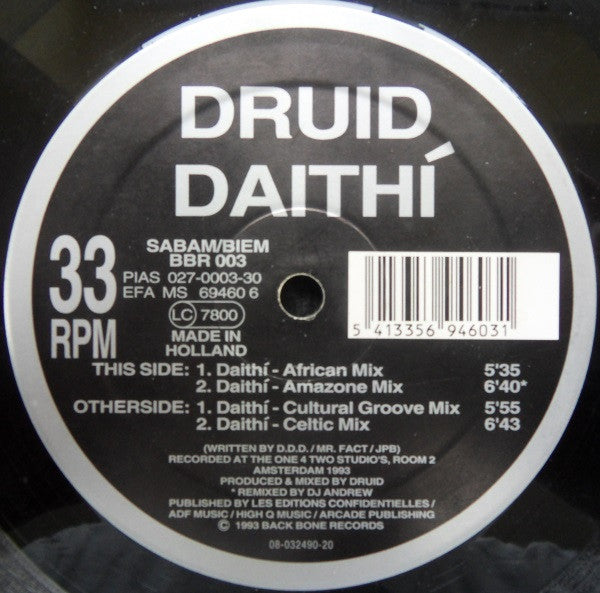 DRUID
DAITHÍ
33
RPM
SABAM/BIEM
BBR 003
PIAS 027-0003-30
EFA MS 69460 6
LC 7800
MADE IN
HOLLAND
5 413356 946031
THIS SIDE: 1. Daithí - African Mix 5'35
2. Daithí - Amazone Mix 6'40*
OTHERSIDE: 1. Daithí - Cultural Groove Mix 5'55
2. Daithí - Celtic Mix 6'43
(WRITTEN BY D.D.D. / MR. FACT / JPB)
RECORDED AT THE ONE 4 TWO STUDIO'S, ROOM 2
AMSTERDAM 1993
PRODUCED & MIXED BY DRUID
* REMIXED BY DJ ANDREW
PUBLISHED BY LES EDITIONS CONFIDENTIELLES /
ADF MUSIC / HIGH Q MUSIC / ARCADE PUBLISHING
© 1993 BACK BONE RECORDS
08-032490-20